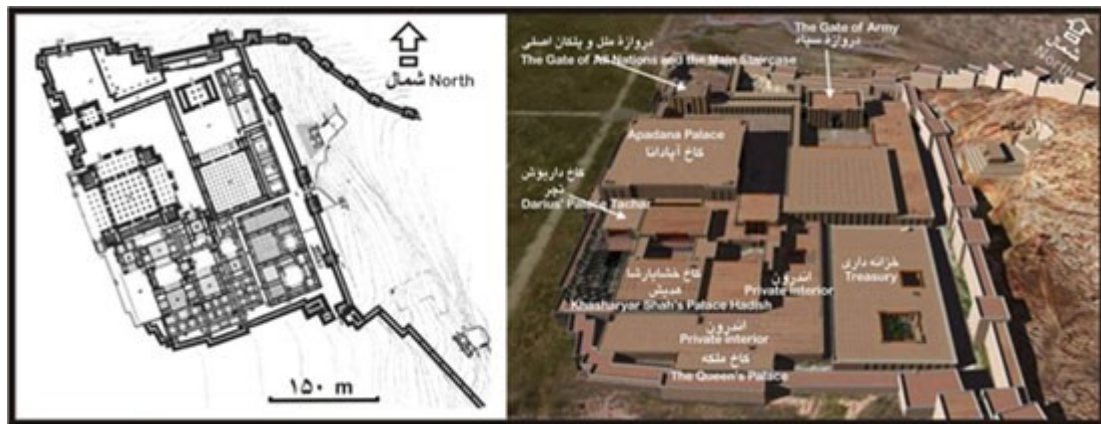 شمال North
۱۵۰ m
دروازهٔ ملل و پلکان اصلی
The Gate of All Nations and the Main Staircase
The Gate of Army
دروازهٔ سپاه
شمال
North
Apadana Palace
کاخ آپادانا
کاخ داریوش
تچر
Darius' Palace Tachar
کاخ خشایارشا
هدیش
Khasharyar Shah's Palace Hadish
اندرون
Private Interior
خزانه داری
Treasury
اندرون
Private Interior
کاخ ملکه
The Queen's Palace